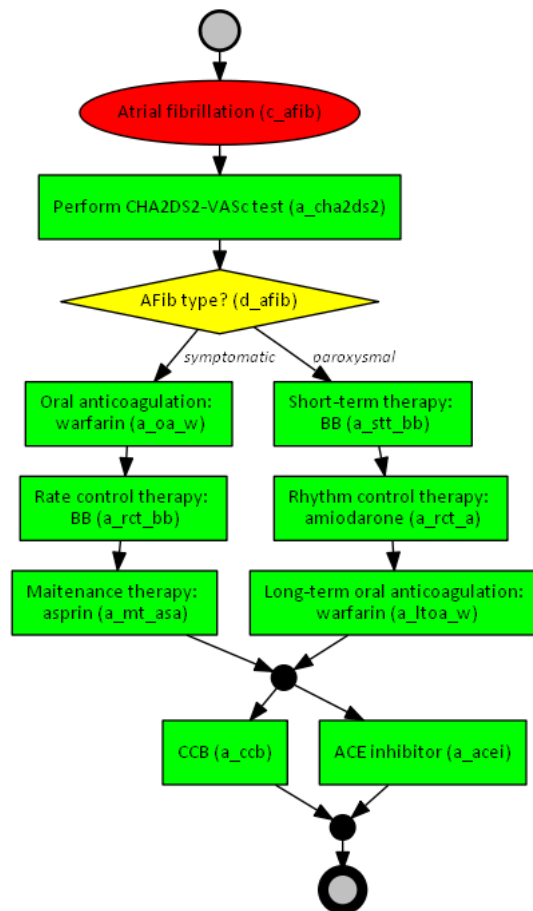 Atrial fibrillation (c_afib)
Perform CHA2DS2-VASc test (a_cha2ds2)
AFib type? (d_afib)
symptomatic
paroxysmal
Oral anticoagulation:
warfarin (a_oa_w)
Short-term therapy:
BB (a_stt_bb)
Rate control therapy:
BB (a_rct_bb)
Rhythm control therapy:
amiodarone (a_rct_a)
Maitenance therapy:
asprin (a_mt_asa)
Long-term oral anticoagulation:
warfarin (a_ltoa_w)
CCB (a_ccb)
ACE inhibitor (a_acei)